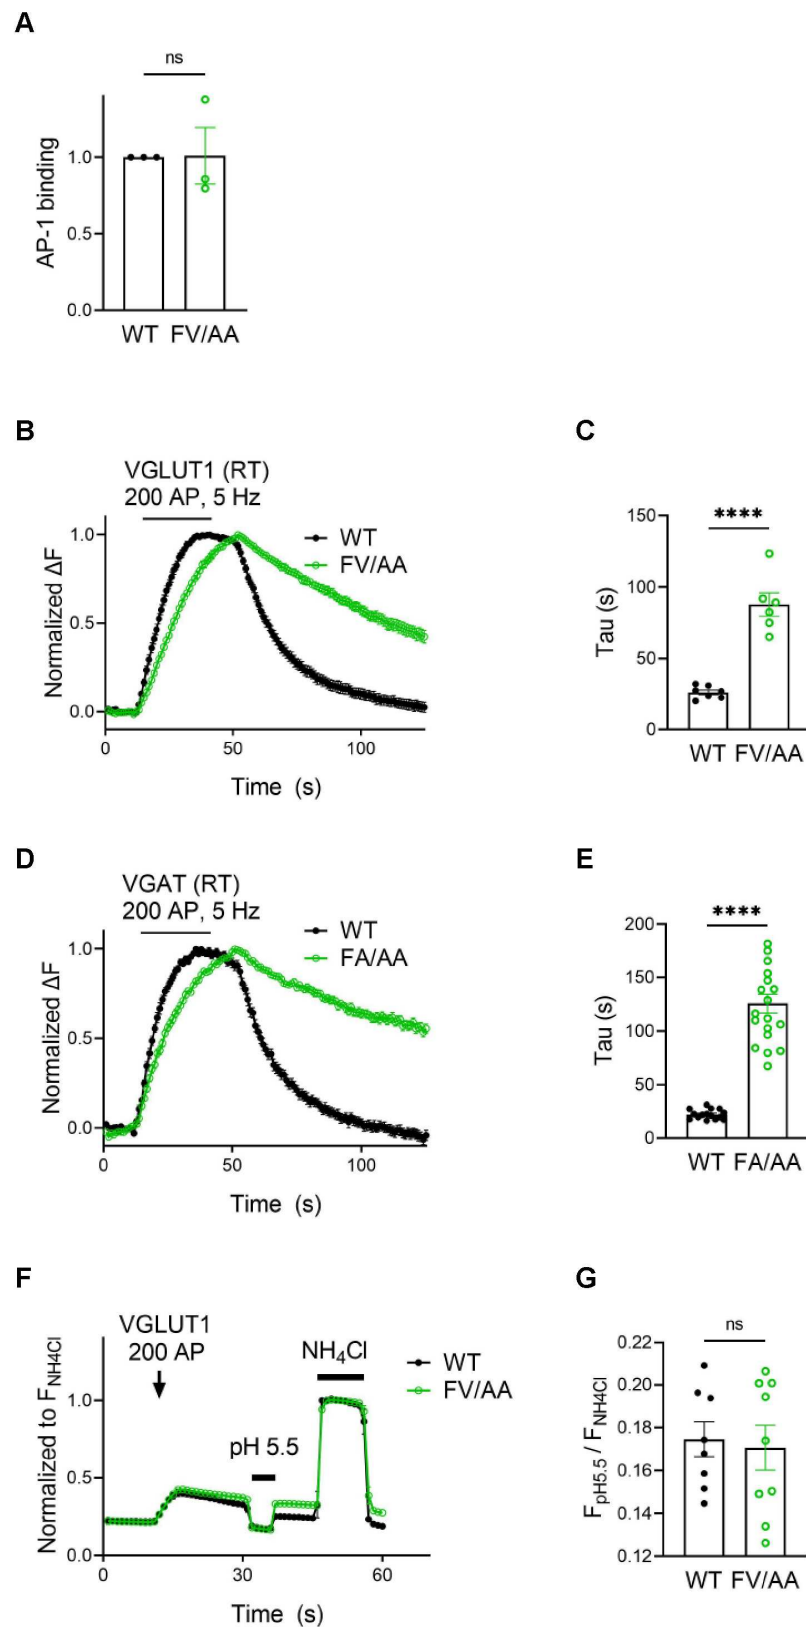 A
ns
AP-1 binding
1.0
0.5
0.0
WT FV/AA
B
VGLUT1 (RT)
200 AP, 5 Hz
WT
FV/AA
Normalized ΔF
1.0
0.5
0.0
0 50 100
Time (s)
C
****
Tau (s)
150
100
50
0
WT FV/AA
D
VGAT (RT)
200 AP, 5 Hz
WT
FA/AA
Normalized ΔF
1.0
0.5
0.0
0 50 100
Time (s)
E
****
Tau (s)
200
150
100
50
0
WT FA/AA
F
VGLUT1
200 AP
NH4Cl
WT
FV/AA
pH 5.5
Normalized to FNH4Cl
1.0
0.5
0.0
0 30 60
Time (s)
G
ns
FpH5.5 / FNH4Cl
0.22
0.20
0.18
0.16
0.14
0.12
WT FV/AA